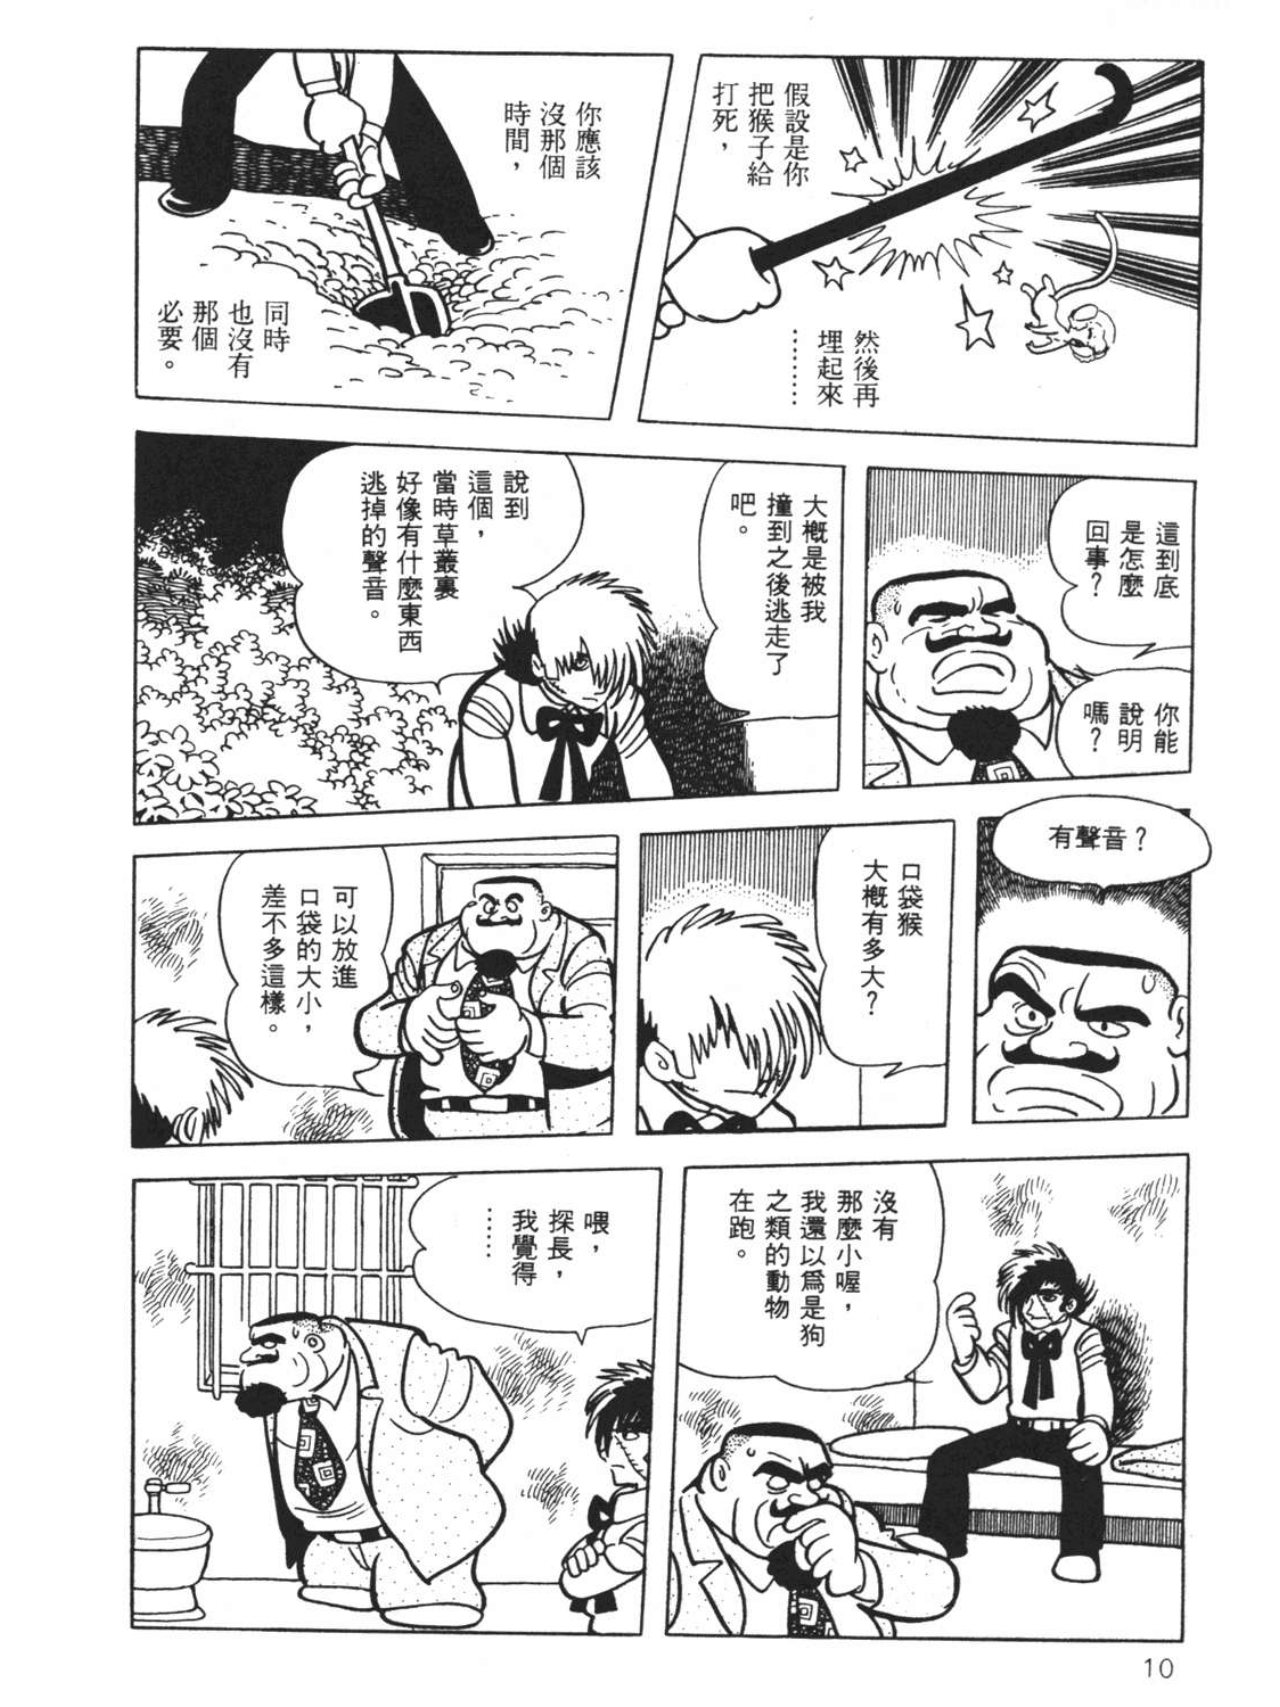 假設是你
把猴子給
打死，
然後再
埋起來
………
你應該
沒那個
時間，
同時
也沒有
那個
必要。
這到底
是怎麼
回事？
你能
說明
嗎？
大概是被我
撞到之後逃走了
吧。
說到
這個，
當時草叢裏
好像有什麼東西
逃掉的聲音。
有聲音？
口袋猴
大概有多大？
可以放進
口袋的大小，
差不多這樣。
沒有
那麼小喔，
我還以爲是狗
之類的動物
在跑。
喂，
探長，
我覺得
……
10